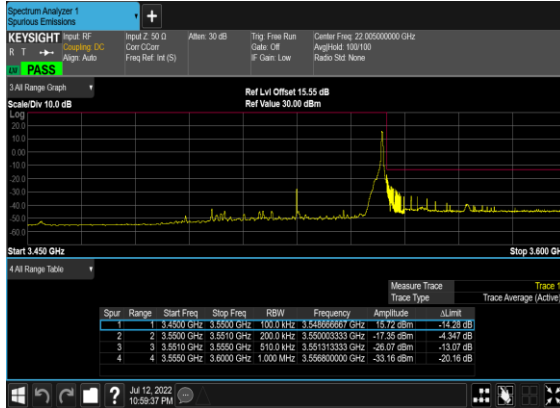 Spectrum Analyzer 1
Spurious Emissions
+
KEYSIGHT Input: RF Input Z: 50 Ω Atten: 30 dB Trig: Free Run Center Freq: 22.005000000 GHz
R T Coupling: DC Corr CCorr Gate: Off Avg|Hold: 100/100
Align: Auto Freq Ref: Int (S) IF Gain: Low Radio Std: None
PASS
3 All Range Graph
Ref Lvl Offset 15.55 dB
Scale/Div 10.0 dB Ref Value 30.00 dBm
Log
20.0
10.0
0.00
-10.0
-20.0
-30.0
-40.0
-50.0
-60.0
Start 3.450 GHz Stop 3.600 GH
4 All Range Table
Measure Trace Trace 1
Trace Type Trace Average (Active)
Spur Range Start Freq Stop Freq RBW Frequency Amplitude ΔLimit
1 1 3.4500 GHz 3.5500 GHz 100.0 kHz 3.548666667 GHz 15.72 dBm -14.28 dB
2 2 3.5500 GHz 3.5510 GHz 200.0 kHz 3.550003333 GHz -17.35 dBm -4.347 dB
3 3 3.5510 GHz 3.5550 GHz 510.0 kHz 3.551313333 GHz -26.07 dBm -13.07 dB
4 4 3.5550 GHz 3.6000 GHz 1.000 MHz 3.556800000 GHz -33.16 dBm -20.16 dB
? Jul 12, 2022
10:59:37 PM